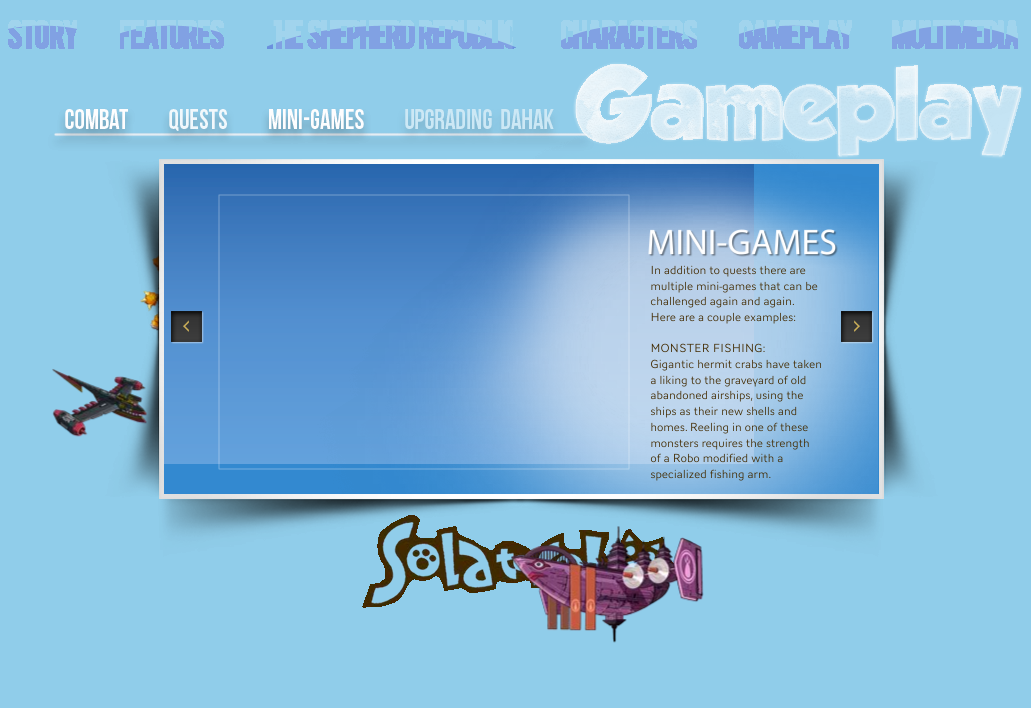 STORY
FEATURES
THE SHEPHERD REPUBLIC
CHARACTERS
GAMEPLAY
MULTIMEDIA
Gameplay
COMBAT
QUESTS
MINI-GAMES
UPGRADING DAHAK
MINI-GAMES
In addition to quests there are
multiple mini-games that can be
challenged again and again.
Here are a couple examples:
MONSTER FISHING:
Gigantic hermit crabs have taken
a liking to the graveyard of old
abandoned airships, using the
ships as their new shells and
homes. Reeling in one of these
monsters requires the strength
of a Robo modified with a
specialized fishing arm.